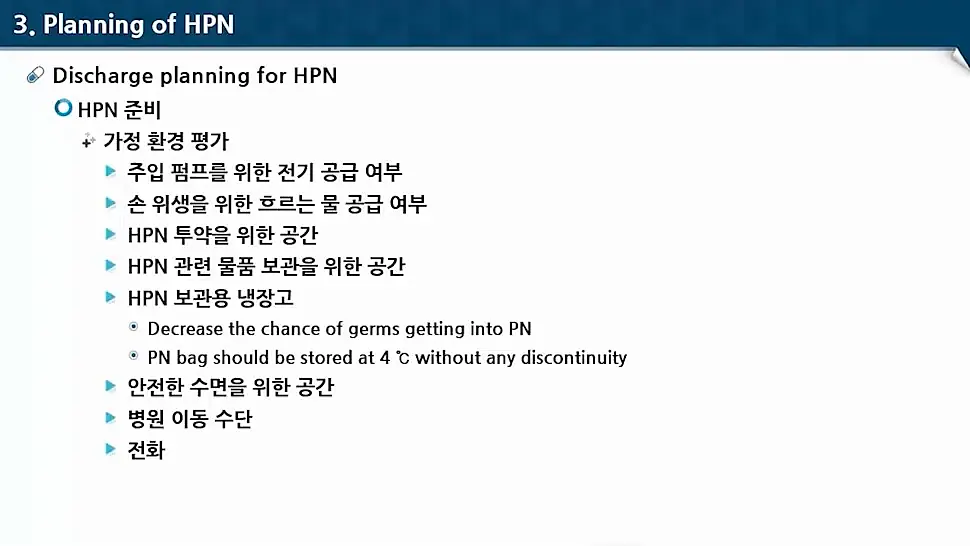 3. Planning of HPN
Discharge planning for HPN
HPN 준비
가정 환경 평가
주입 펌프를 위한 전기 공급 여부
손 위생을 위한 흐르는 물 공급 여부
HPN 투약을 위한 공간
HPN 관련 물품 보관을 위한 공간
HPN 보관용 냉장고
Decrease the chance of germs getting into PN
PN bag should be stored at 4 ℃ without any discontinuity
안전한 수면을 위한 공간
병원 이동 수단
전화